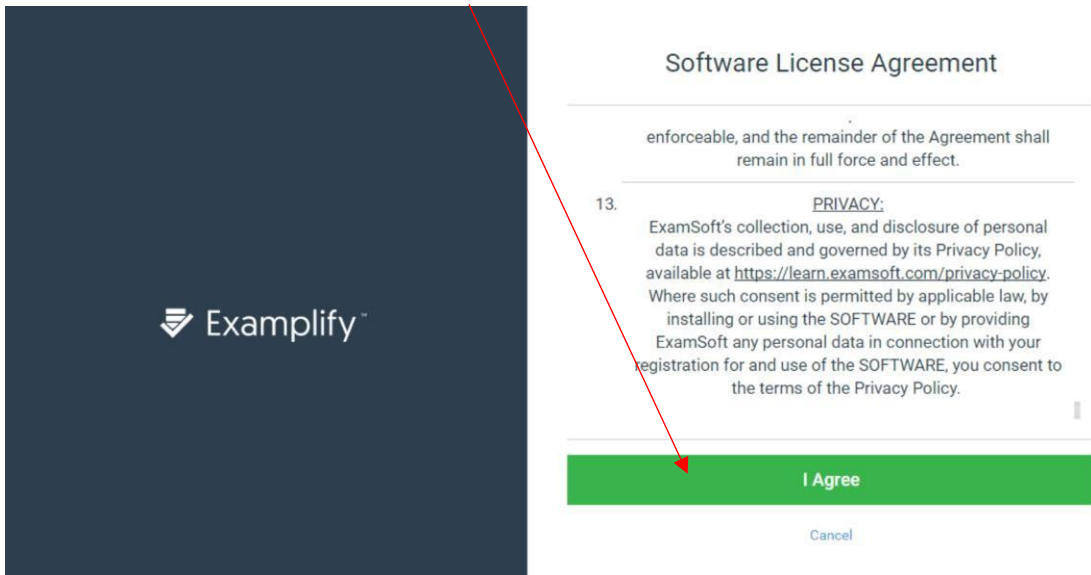 Examplify™
Software License Agreement
enforceable, and the remainder of the Agreement shall
remain in full force and effect.
13. PRIVACY:
ExamSoft's collection, use, and disclosure of personal
data is described and governed by its Privacy Policy,
available at https://learn.examsoft.com/privacy-policy.
Where such consent is permitted by applicable law, by
installing or using the SOFTWARE or by providing
ExamSoft any personal data in connection with your
registration for and use of the SOFTWARE, you consent to
the terms of the Privacy Policy.
I Agree
Cancel